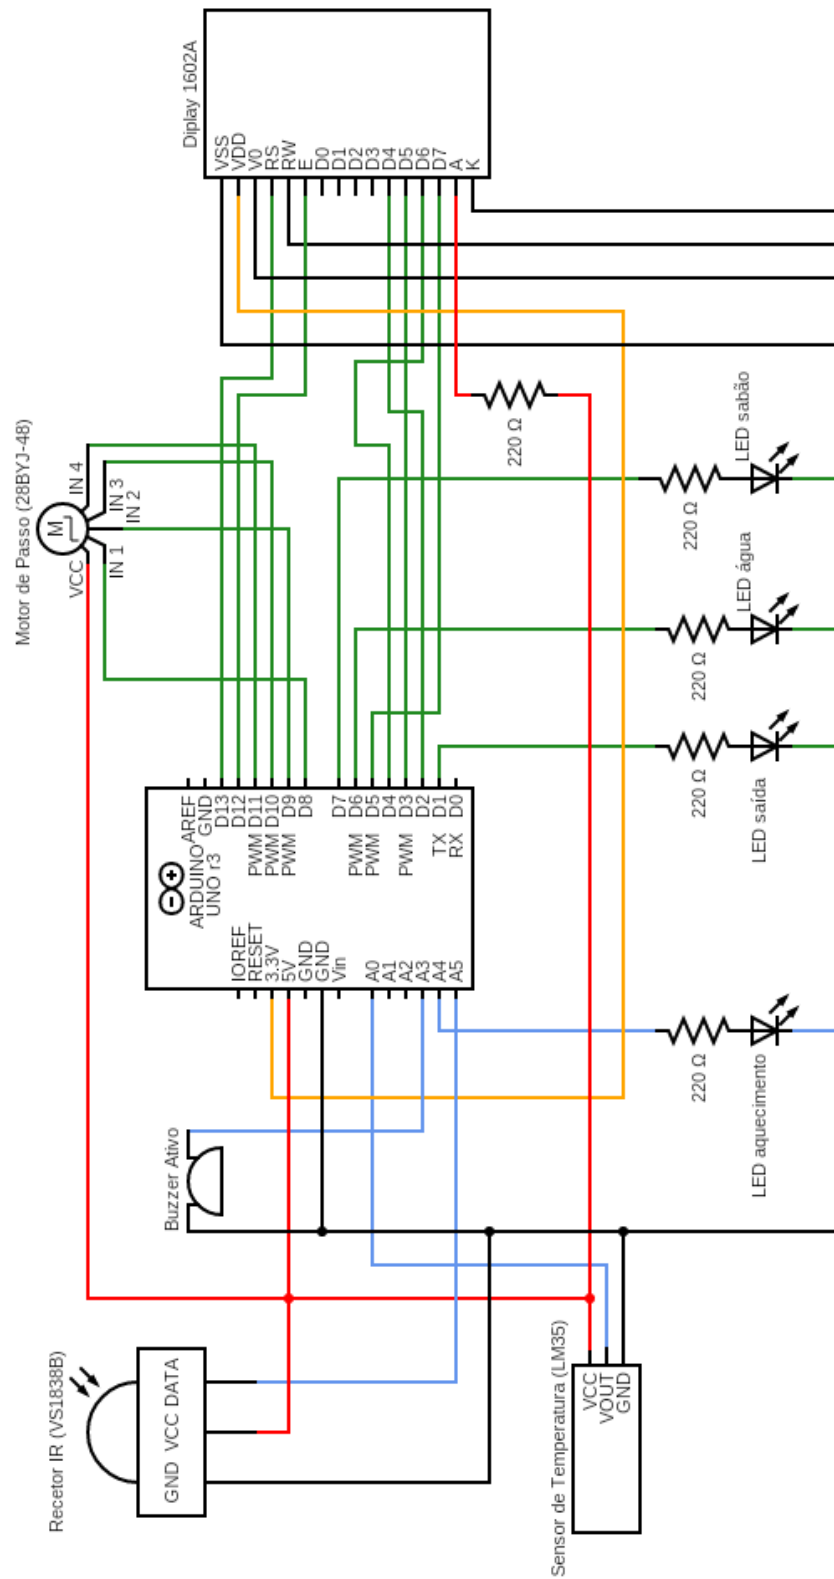 Diplay 1602A
VSS
VDD
V0
RS
RW
E
D0
D1
D2
D3
D4
D5
D6
D7
A
K
Motor de Passo (28BYJ-48)
M
IN 4
IN 3
IN 2
IN 1
VCC
220 Ω
LED sabão
220 Ω
LED água
220 Ω
LED saída
220 Ω
ARDUINO
UNO r3
AREF
GND
D13
D12
PWM D11
PWM D10
PWM D9
D8
D7
PWM D6
PWM D5
D4
PWM D3
D2
TX D1
RX D0
IOREF
RESET
3.3V
5V
GND
GND
Vin
A0
A1
A2
A3
A4
A5
220 Ω
LED aquecimento
Buzzer Ativo
Recetor IR (VS1838B)
GND VCC DATA
Sensor de Temperatura (LM35)
VCC
VOUT
GND